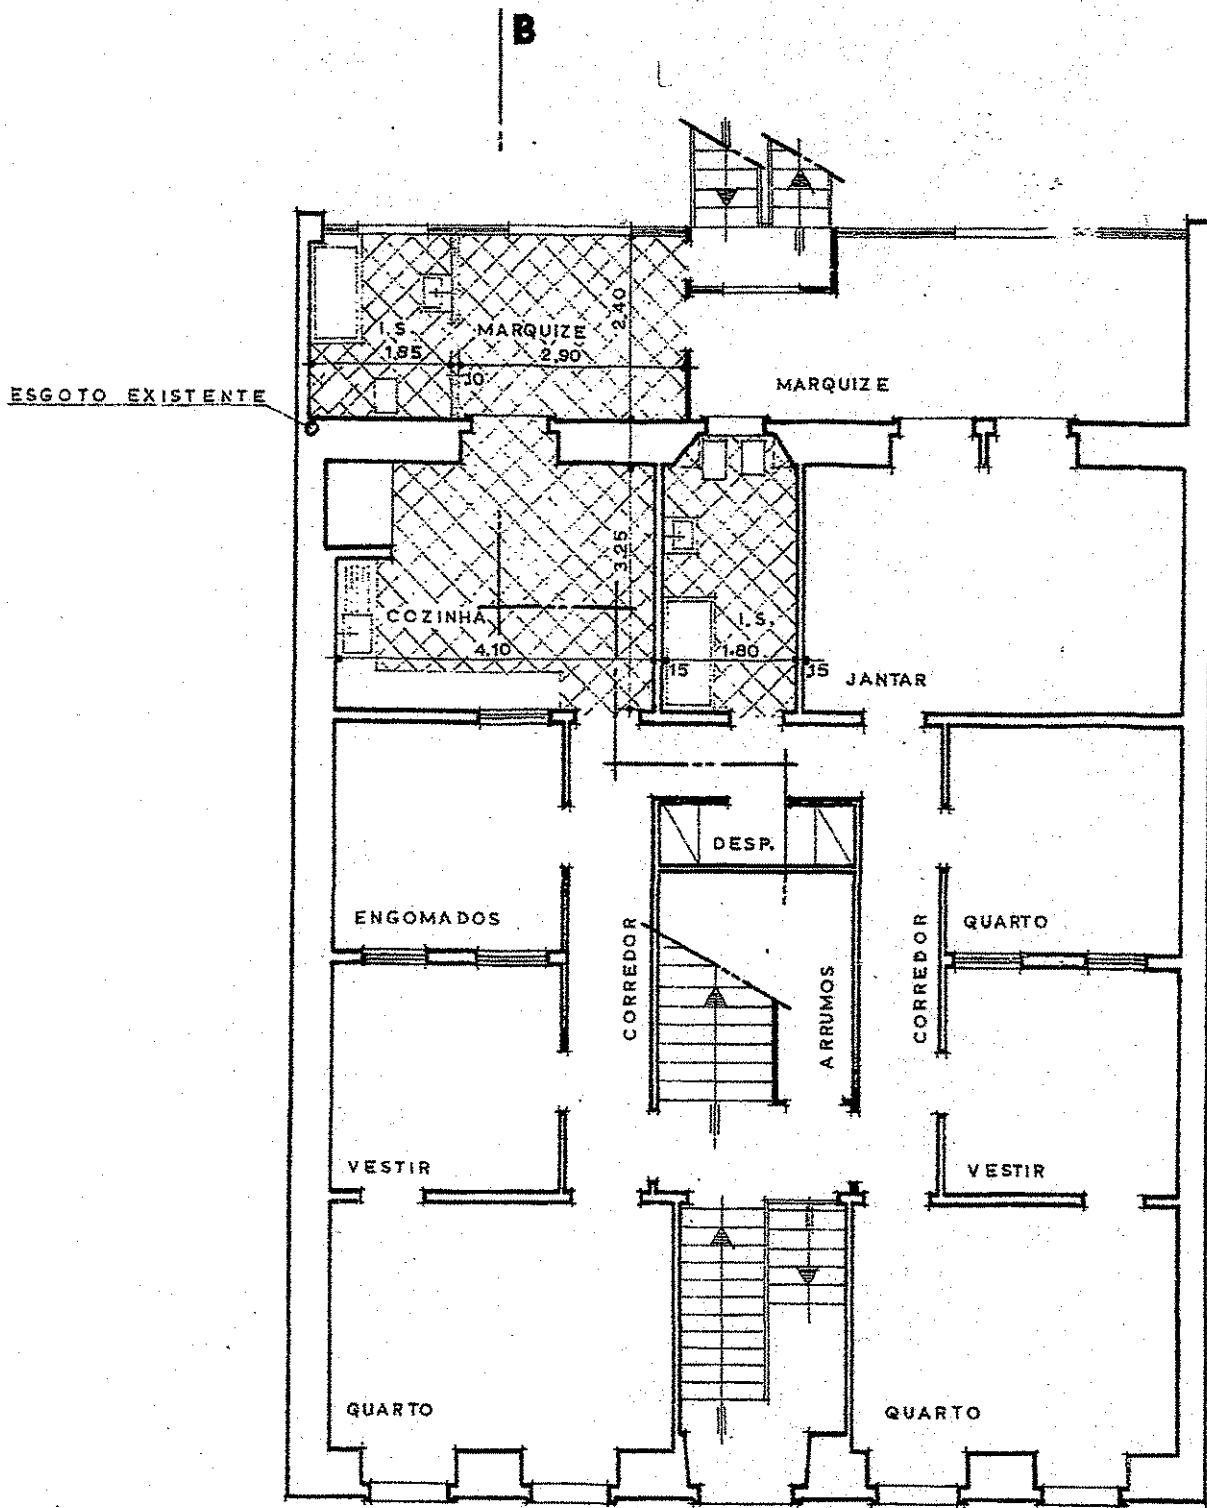 B
I.S.
MARQUIZE
2.40
1.85
2.90
.10
MARQUIZE
ESGOTO EXISTENTE
3.25
COZINHA
I.S.
4.10
1.80
.15
.15
JANTAR
DESP.
ENGOMADOS
CORREDOR
ARRUMOS
CORREDOR
QUARTO
VESTIR
VESTIR
QUARTO
QUARTO